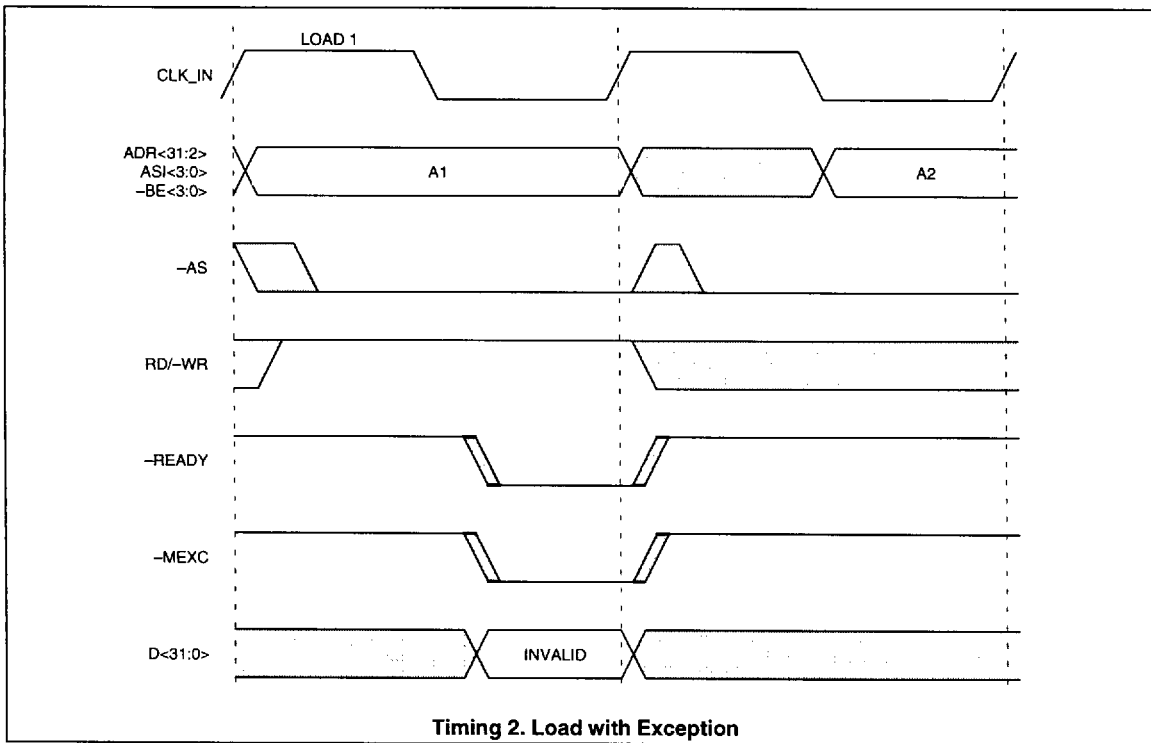 LOAD 1
CLK_IN
ADR<31:2>
ASI<3:0>
–BE<3:0>
A1
A2
–AS
RD/–WR
–READY
–MEXC
D<31:0>
INVALID
Timing 2. Load with Exception